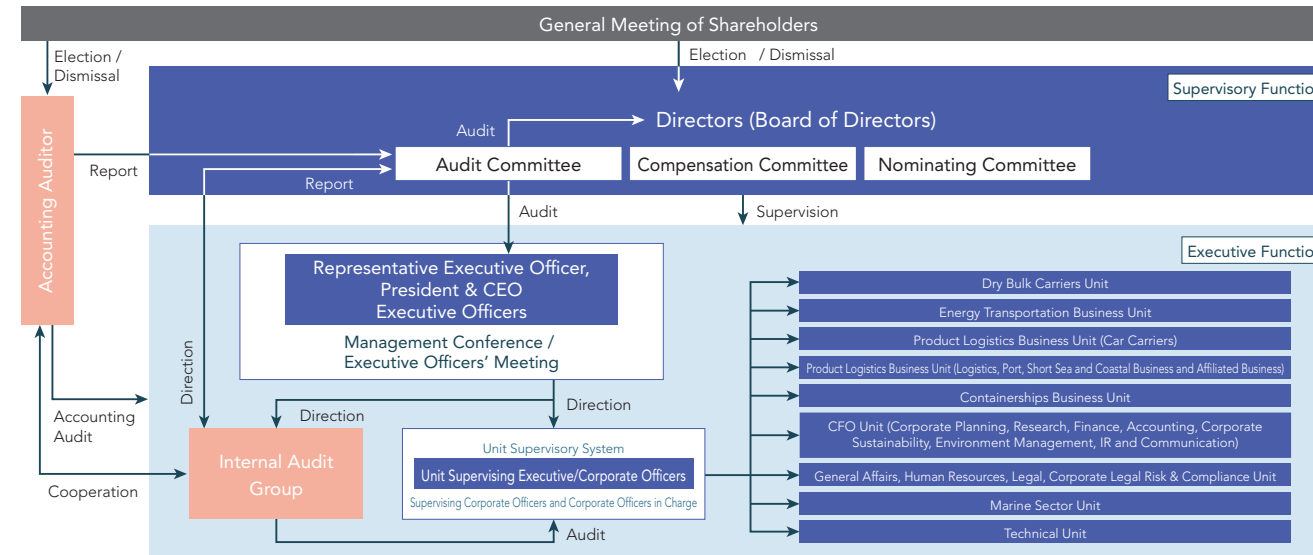 General Meeting of Shareholders
Election /
Dismissal
Election / Dismissal
Supervisory Functio
Directors (Board of Directors)
Audit
Audit Committee
Compensation Committee
Nominating Committee
Report
Report
Accounting Auditor
Audit
Supervision
Executive Functio
Representative Executive Officer,
President & CEO
Executive Officers
Management Conference /
Executive Officers' Meeting
Direction
Direction
Direction
Accounting
Audit
Cooperation
Internal Audit
Group
Unit Supervisory System
Unit Supervising Executive/Corporate Officers
Supervising Corporate Officers and Corporate Officers in Charge
Audit
Dry Bulk Carriers Unit
Energy Transportation Business Unit
Product Logistics Business Unit (Car Carriers)
Product Logistics Business Unit (Logistics, Port, Short Sea and Coastal Business and Affiliated Business)
Containerships Business Unit
CFO Unit (Corporate Planning, Research, Finance, Accounting, Corporate
Sustainability, Environment Management, IR and Communication)
General Affairs, Human Resources, Legal, Corporate Legal Risk & Compliance Unit
Marine Sector Unit
Technical Unit